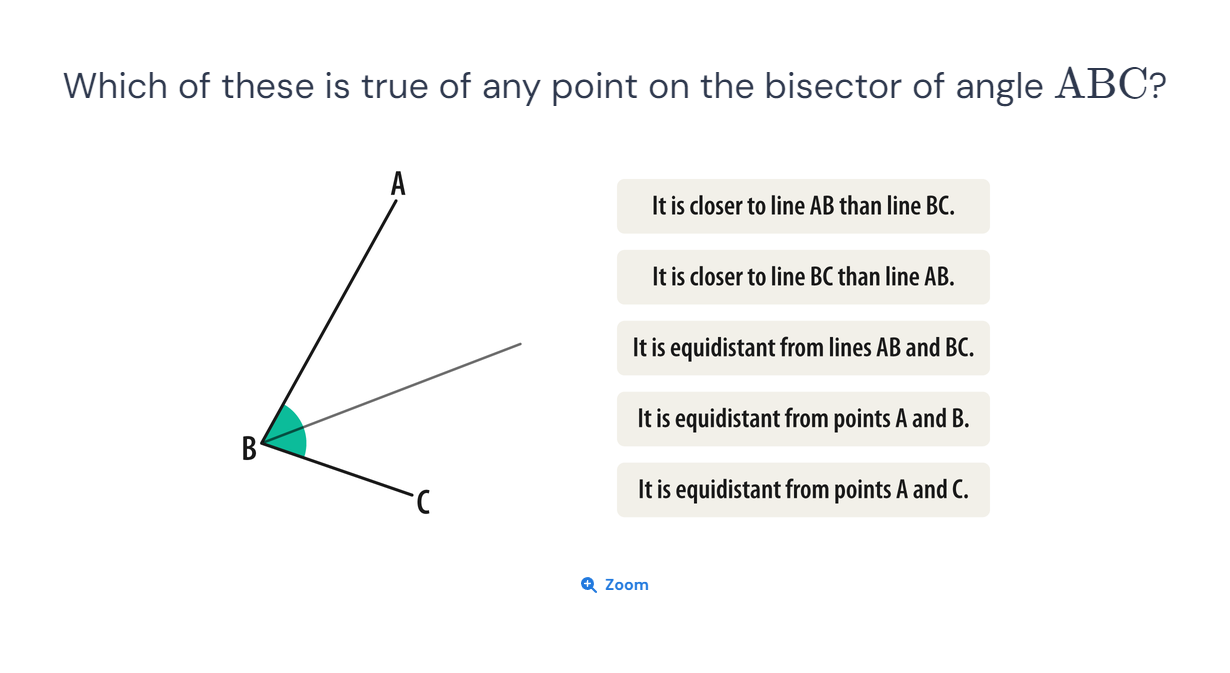 Which of these is true of any point on the bisector of angle ABC?
A
B
C
It is closer to line AB than line BC.
It is closer to line BC than line AB.
It is equidistant from lines AB and BC.
It is equidistant from points A and B.
It is equidistant from points A and C.
Zoom